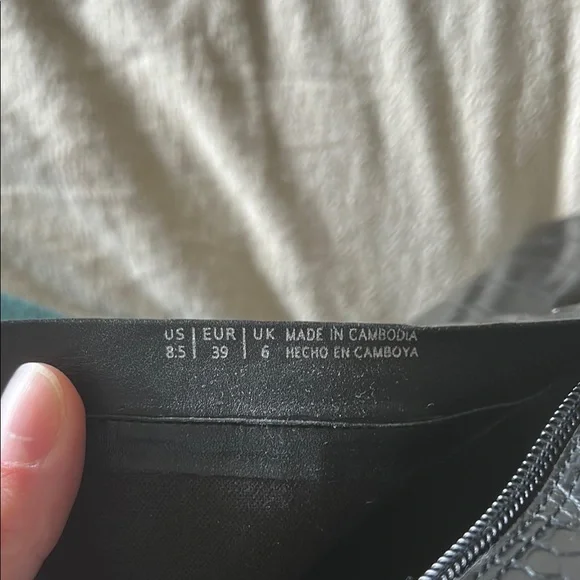 US | EUR | UK MADE IN CAMBODIA
8.5 | 39 | 6 HECHO EN CAMBOYA